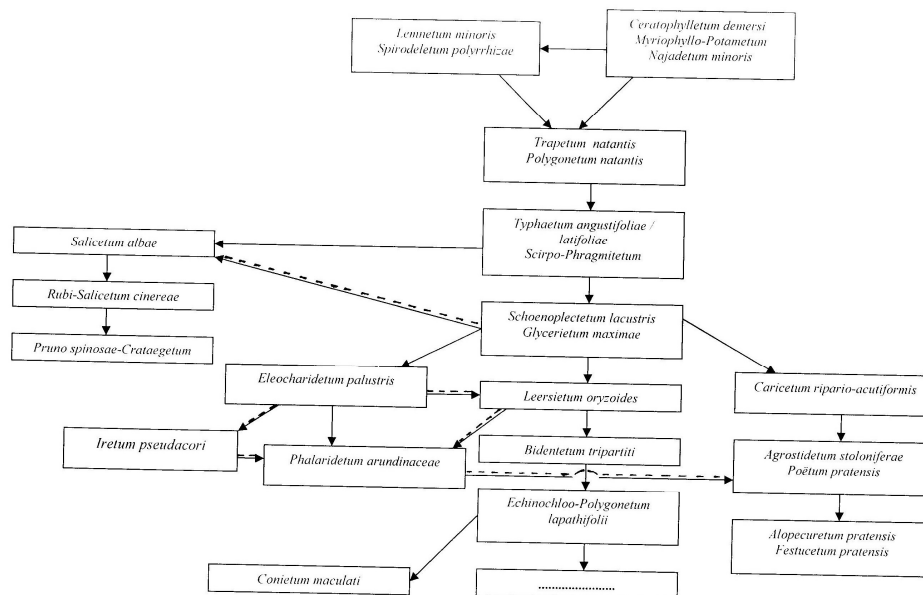 Lemnetum minoris
Spirodeletum polyrrhizae
Ceratophylletum demersi
Myriophyllo-Potametum
Najadetum minoris
Trapetum natantis
Polygonetum natantis
Typhaetum angustifoliae /
latifoliae
Scirpo-Phragmitetum
Salicetum albae
Rubi-Salicetum cinereae
Pruno spinosae-Crataegetum
Schoenoplectetum lacustris
Glycerietum maximae
Eleocharidetum palustris
Leersietum oryzoides
Caricetum ripario-acutiformis
Iretum pseudacori
Phalaridetum arundinaceae
Bidentetum tripartiti
Agrostidetum stoloniferae
Poëtum pratensis
Echinochloo-Polygonetum
lapathifolii
Alopecuretum pratensis
Festucetum pratensis
Conietum maculati
.......................